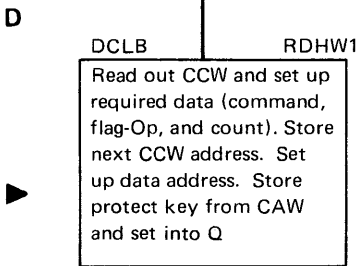 D
DCLB RDHW1
Read out CCW and set up
required data (command,
flag-Op, and count). Store
next CCW address. Set
up data address. Store
protect key from CAW
and set into Q